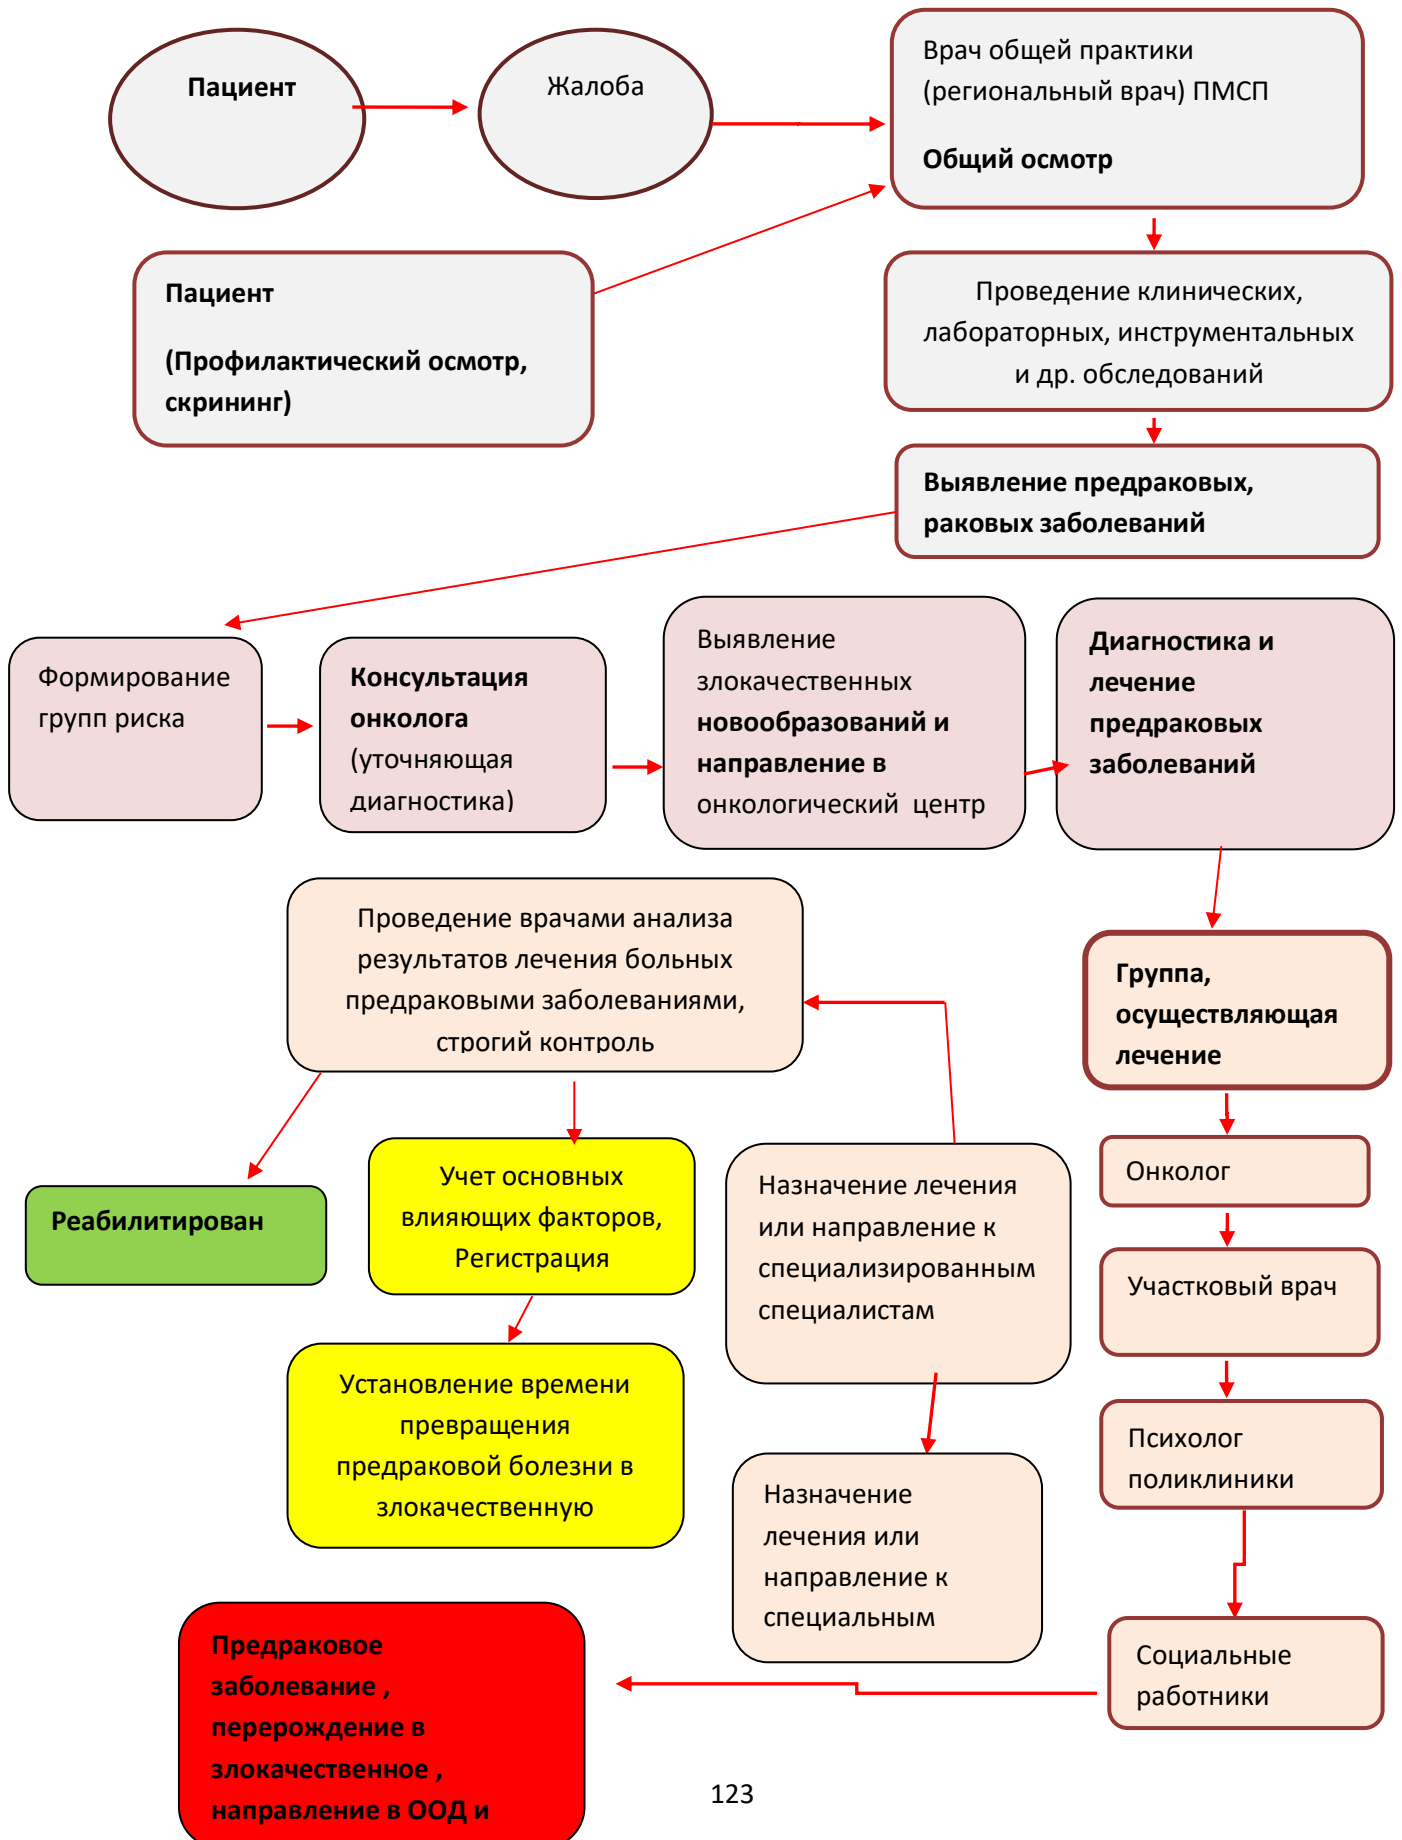 Пациент
Жалоба
Врач общей практики
(региональный врач) ПМСП
Общий осмотр
Пациент
(Профилактический осмотр,
скрининг)
Проведение клинических,
лабораторных, инструментальных
и др. обследований
Выявление предраковых,
раковых заболеваний
Формирование
групп риска
Консультация
онколога
(уточняющая
диагностика)
Выявление
злокачественных
новообразований и
направление в
онкологический центр
Диагностика и
лечение
предраковых
заболеваний
Проведение врачами анализа
результатов лечения больных
предраковыми заболеваниями,
строгий контроль
Группа,
осуществляющая
лечение
Реабилитирован
Учет основных
влияющих факторов,
Регистрация
Назначение лечения
или направление к
специализированным
специалистам
Онколог
Участковый врач
Установление времени
превращения
предраковой болезни в
злокачественную
Назначение
лечения или
направление к
специальным
Психолог
поликлиники
Социальные
работники
Предраковое
заболевание ,
перерождение в
злокачественное ,
направление в ООД и
123